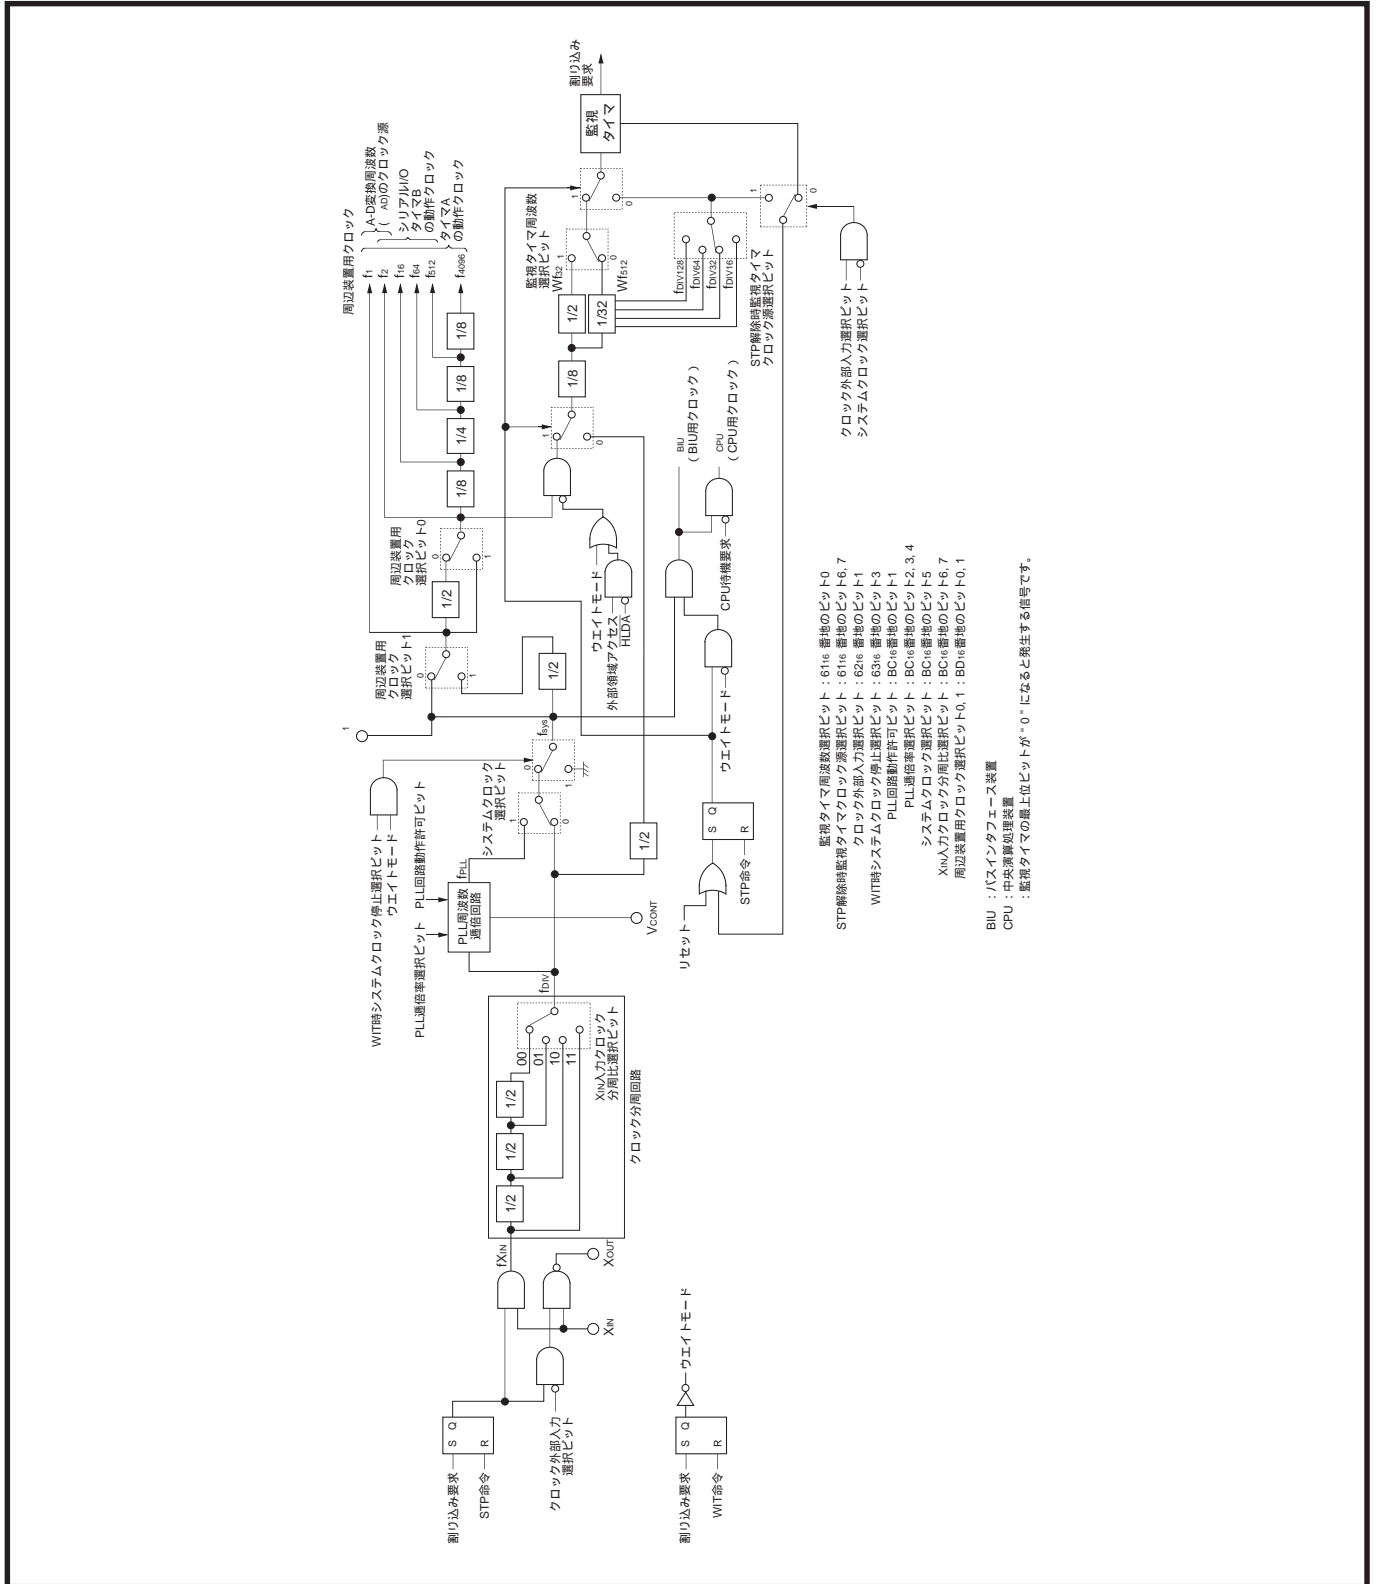 割り込み要求
STP命令
S Q
R
クロック外部入力
選択ビット
割り込み要求
WIT命令
S Q
R
ウエイトモード
XIN
XOUT
fXIN
1/2
1/2
1/2
00
01
10
11
XIN入力クロック
分周比選択ビット
クロック分周回路
fDIV
PLL逓倍率選択ビット
PLL回路動作許可ビット
PLL周波数
逓倍回路
fPLL
VCONT
WIT時システムクロック停止選択ビット
ウエイトモード
システムクロック
選択ビット
1
0
0
1
fsys
1
1/2
1/2
周辺装置用
クロック
選択ビット1
0
1
1/2
周辺装置用
クロック
選択ビット0
0
1
1/8
1/4
1/8
1/8
周辺装置用クロック
f1
f2
f16
f64
f512
f4096
A-D変換周波数
( AD)のクロック源
シリアルI/O
タイマB
の動作クロック
タイマA
の動作クロック
ウエイトモード
外部領域アクセス
HLDA
1
0
1/8
1/2
1/32
Wf32
Wf512
監視タイマ周波数
選択ビット
1
0
1
0
監視
タイマ
割り込み
要求
fDIV128
fDIV64
fDIV32
fDIV16
STP解除時監視タイマ
クロック源選択ビット
1
0
クロック外部入力選択ビット
システムクロック選択ビット
リセット
STP命令
S Q
R
ウエイトモード
CPU待機要求
BIU
( BIU用クロック )
CPU
( CPU用クロック )
監視タイマ周波数選択ビット : 6116 番地のビット0
STP解除時監視タイマクロック源選択ビット : 6116 番地のビット6, 7
クロック外部入力選択ビット : 6216 番地のビット1
WIT時システムクロック停止選択ビット : 6316 番地のビット3
PLL回路動作許可ビット : BC16番地のビット1
PLL逓倍率選択ビット : BC16番地のビット2, 3, 4
システムクロック選択ビット : BC16番地のビット5
XIN入力クロック分周比選択ビット : BC16番地のビット6, 7
周辺装置用クロック選択ビット0, 1 : BD16番地のビット0, 1
BIU : バスインタフェース装置
CPU : 中央演算処理装置
: 監視タイマの最上位ビットが“ 0 ” になると発生する信号です。